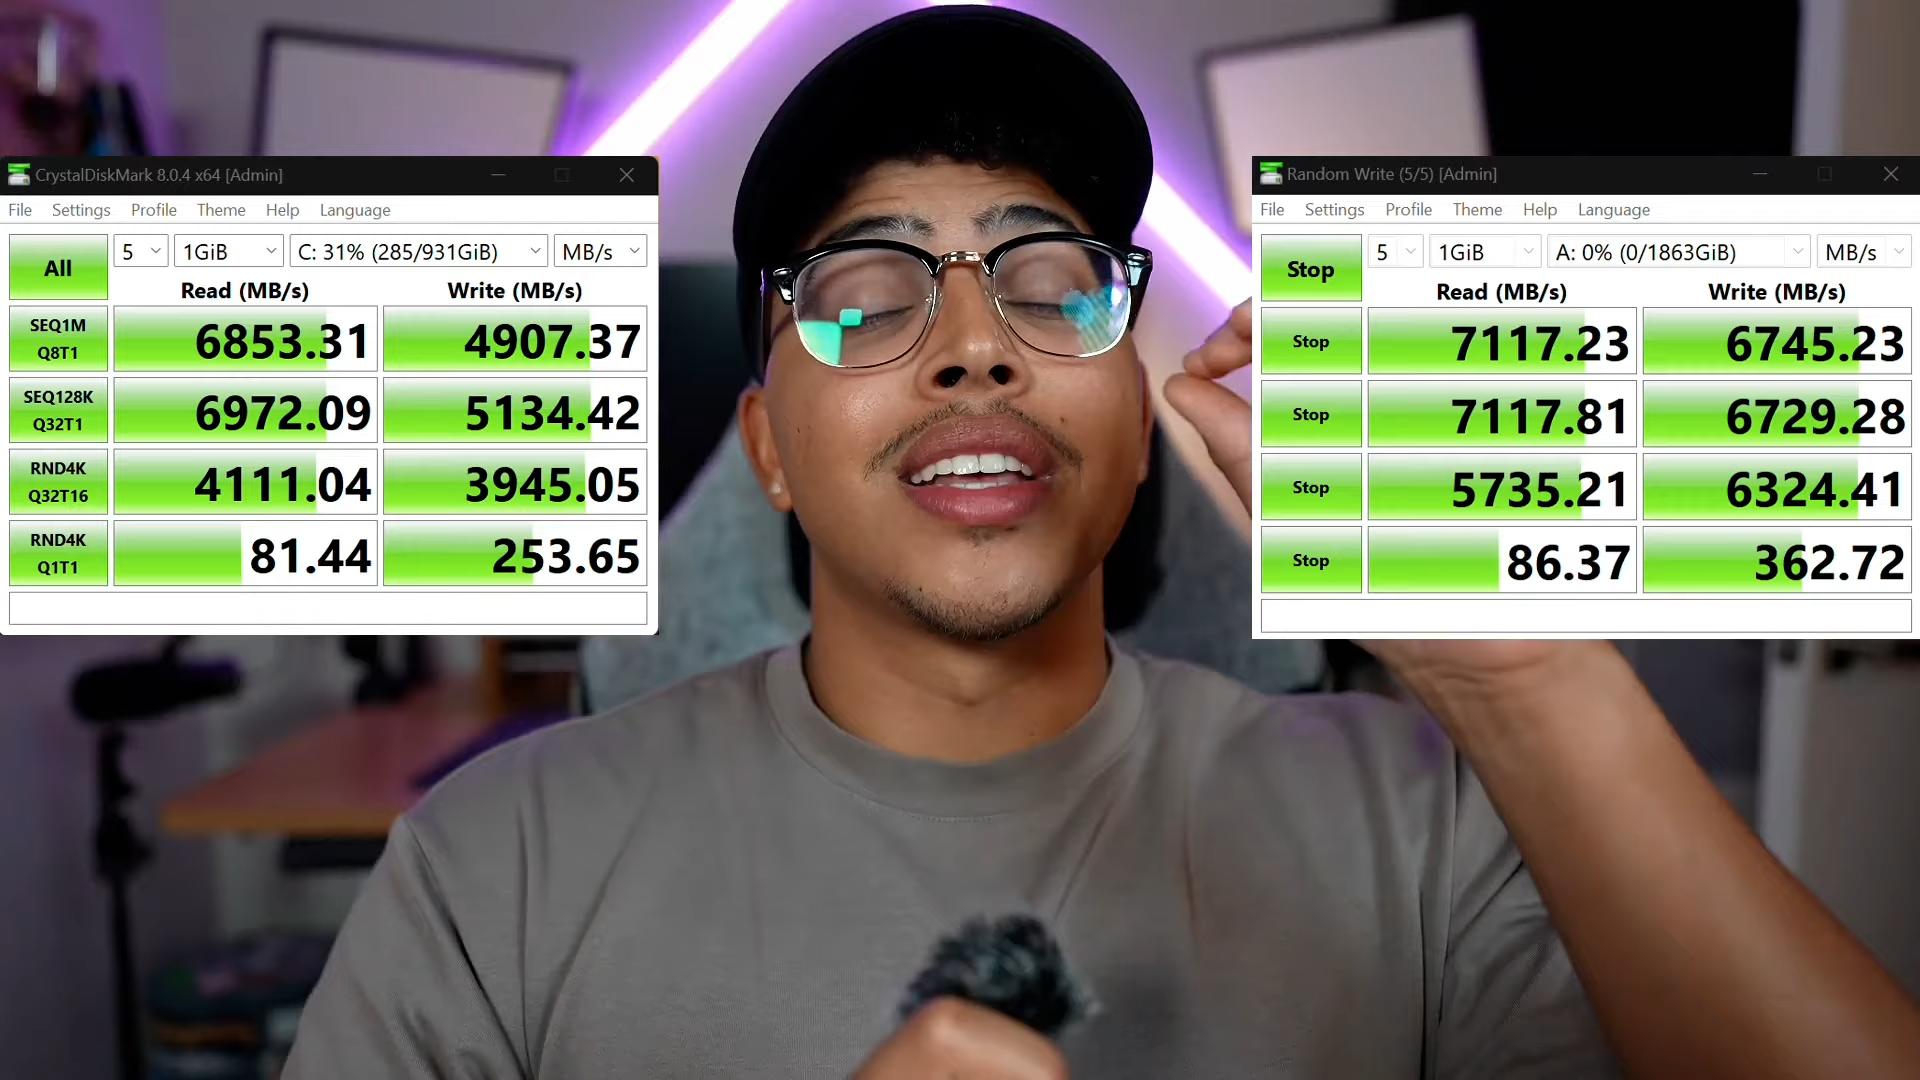 CrystalDiskMark 8.0.4 x64 [Admin]
File Settings Profile Theme Help Language
All 5 1GiB C: 31% (285/931GiB) MB/s
Read (MB/s) Write (MB/s)
SEQ1M
Q8T1 6853.31 4907.37
SEQ128K
Q32T1 6972.09 5134.42
RND4K
Q32T16 4111.04 3945.05
RND4K
Q1T1 81.44 253.65
Random Write (5/5) [Admin]
File Settings Profile Theme Help Language
Stop 5 1GiB A: 0% (0/1863GiB) MB/s
Read (MB/s) Write (MB/s)
Stop 7117.23 6745.23
Stop 7117.81 6729.28
Stop 5735.21 6324.41
Stop 86.37 362.72